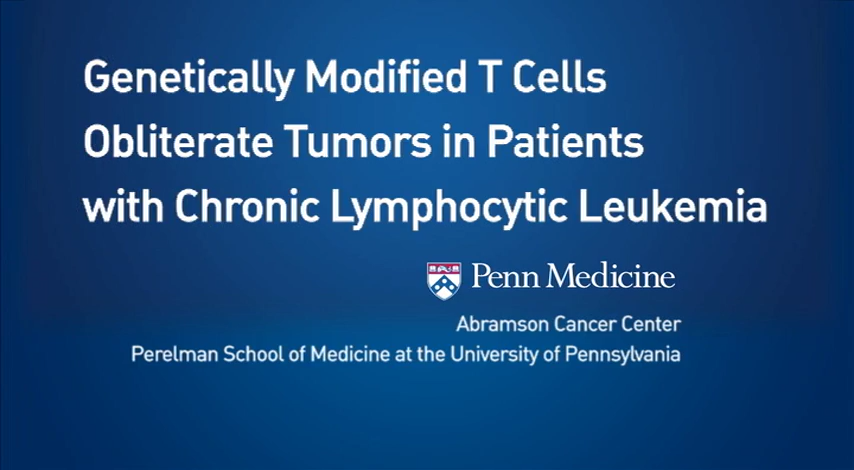 Genetically Modified T Cells
Obliterate Tumors in Patients
with Chronic Lymphocytic Leukemia
Penn Medicine
Abramson Cancer Center
Perelman School of Medicine at the University of Pennsylvania